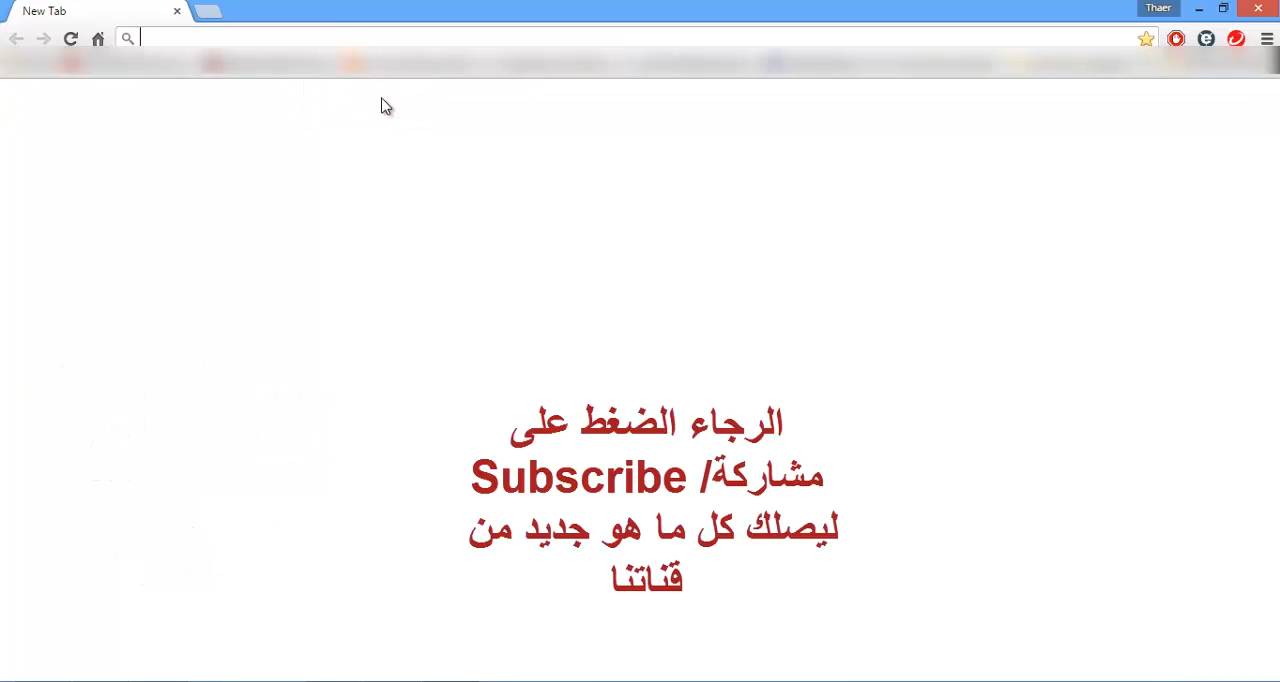 New Tab
Thaer
الرجاء الضغط على
مشاركة/ Subscribe
ليصلك كل ما هو جديد من
قناتنا